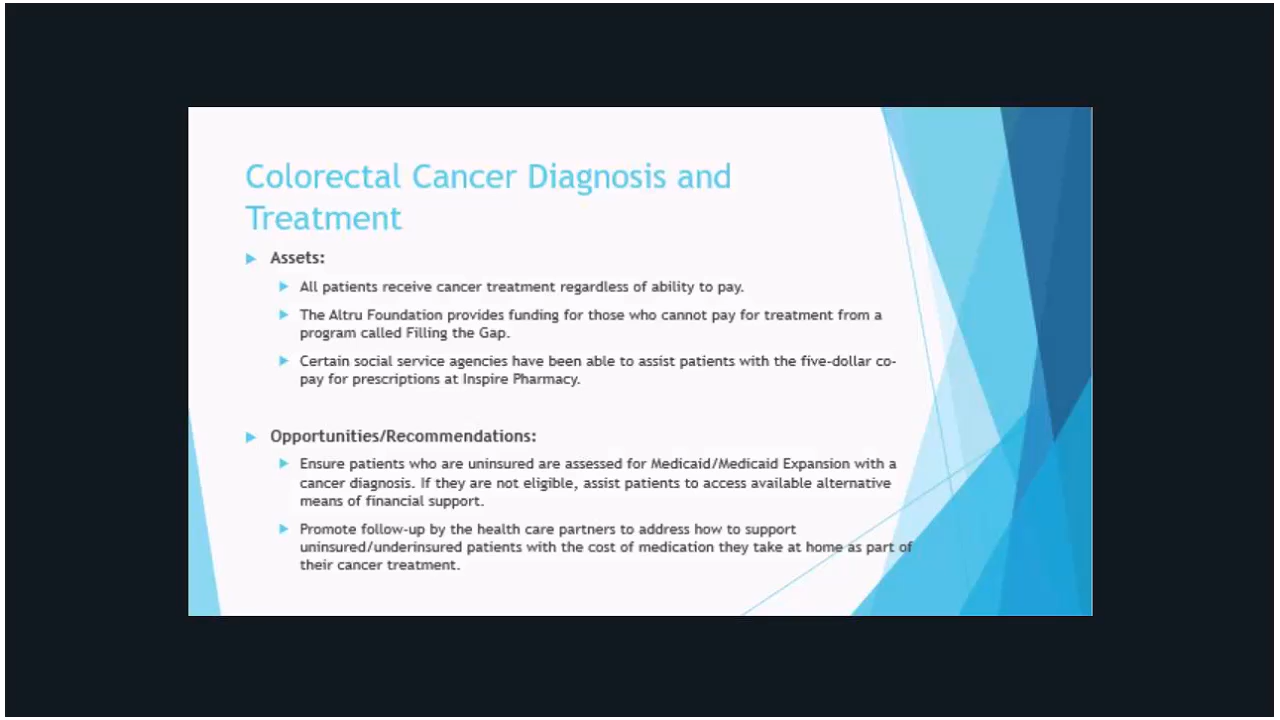 Colorectal Cancer Diagnosis and
Treatment
Assets:
All patients receive cancer treatment regardless of ability to pay.
The Altru Foundation provides funding for those who cannot pay for treatment from a
program called Filling the Gap.
Certain social service agencies have been able to assist patients with the five-dollar co-
pay for prescriptions at Inspire Pharmacy.
Opportunities/Recommendations:
Ensure patients who are uninsured are assessed for Medicaid/Medicaid Expansion with a
cancer diagnosis. If they are not eligible, assist patients to access available alternative
means of financial support.
Promote follow-up by the health care partners to address how to support
uninsured/underinsured patients with the cost of medication they take at home as part of
their cancer treatment.